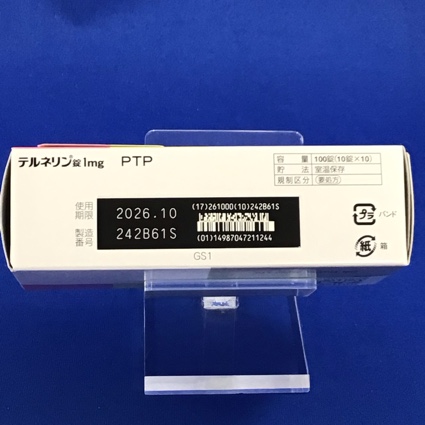 テルネリン®錠1mg PTP
容量 100錠(10錠×10)
貯法 室温保存
規制区分 要処方
使用期限 2026.10
製造番号 242B61S
(17)261000(10)242B61S
(01)14987047211244
GS1
プラ バンド
紙 箱